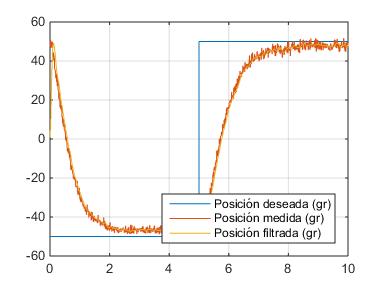 60
40
20
0
-20
-40
-60
0 2 4 6 8 10
Posición deseada (gr)
Posición medida (gr)
Posición filtrada (gr)